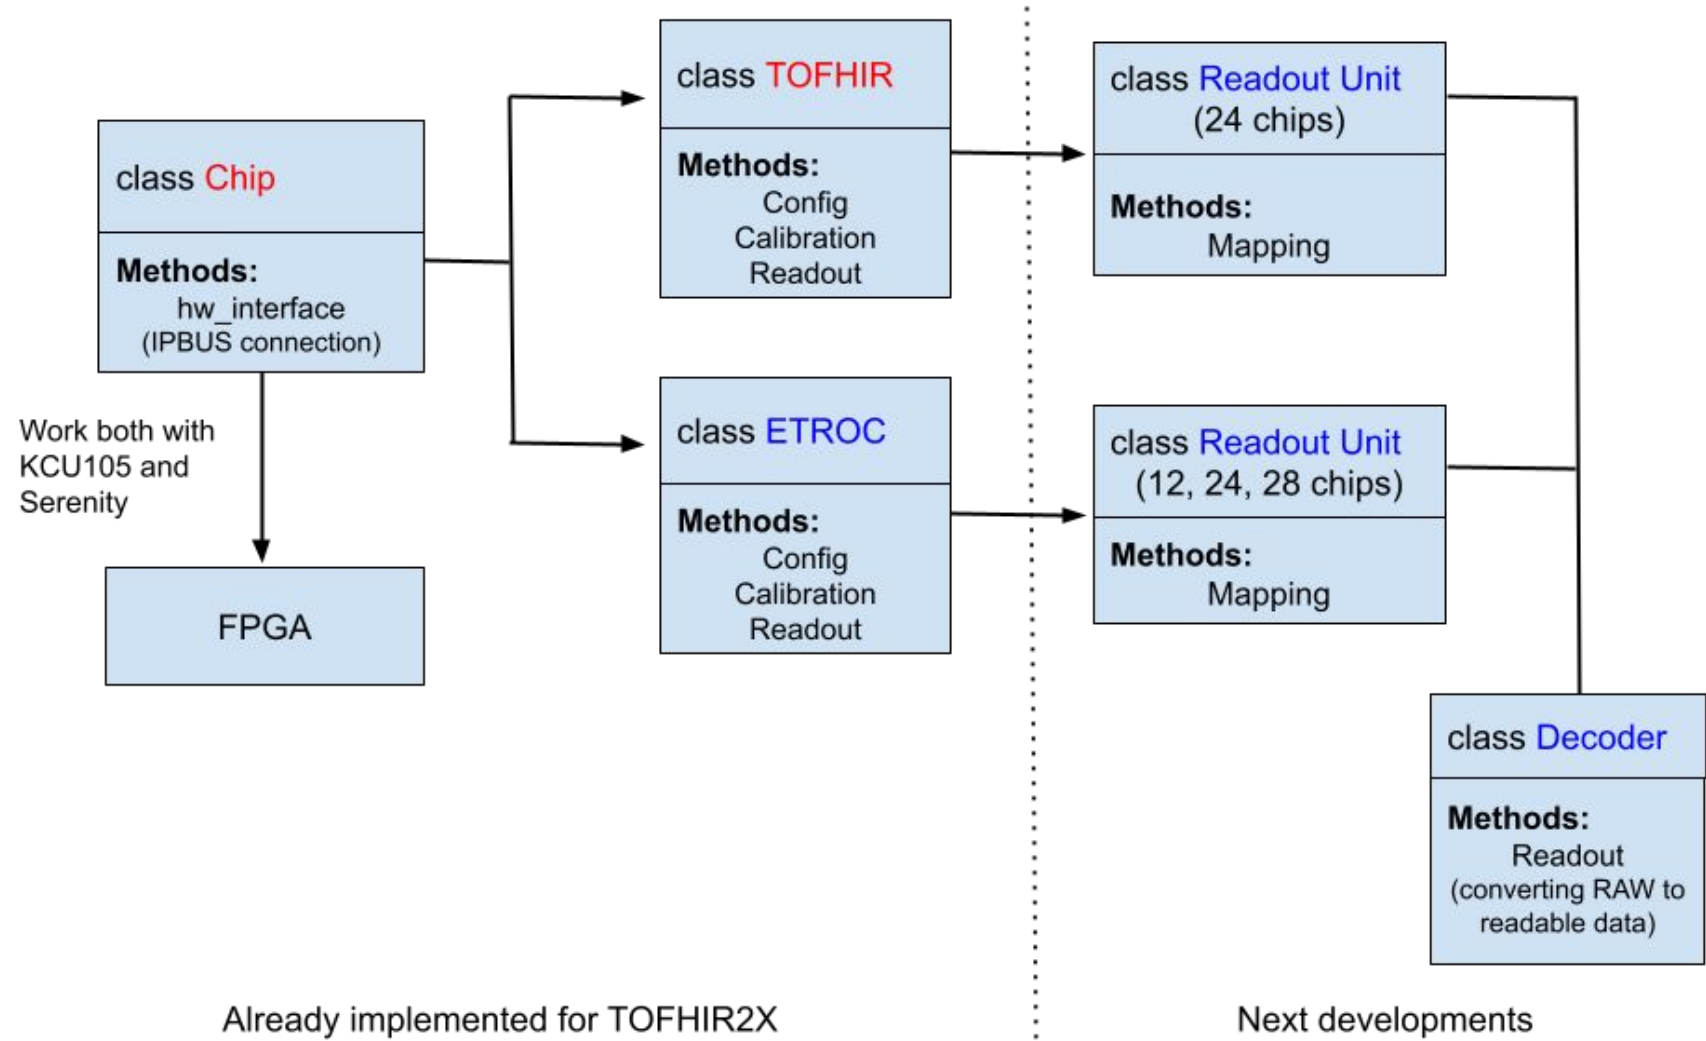 class Chip
Methods:
hw_interface
(IPBUS connection)
Work both with
KCU105 and
Serenity
FPGA
class TOFHIR
Methods:
Config
Calibration
Readout
class ETROC
Methods:
Config
Calibration
Readout
class Readout Unit
(24 chips)
Methods:
Mapping
class Readout Unit
(12, 24, 28 chips)
Methods:
Mapping
class Decoder
Methods:
Readout
(converting RAW to
readable data)
Already implemented for TOFHIR2X
Next developments